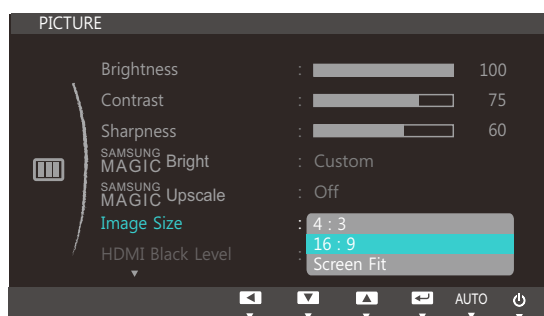 PICTURE
Brightness : 100
Contrast : 75
Sharpness : 60
SAMSUNG MAGIC Bright : Custom
SAMSUNG MAGIC Upscale : Off
Image Size : 4 : 3
16 : 9
HDMI Black Level :
Screen Fit
AUTO